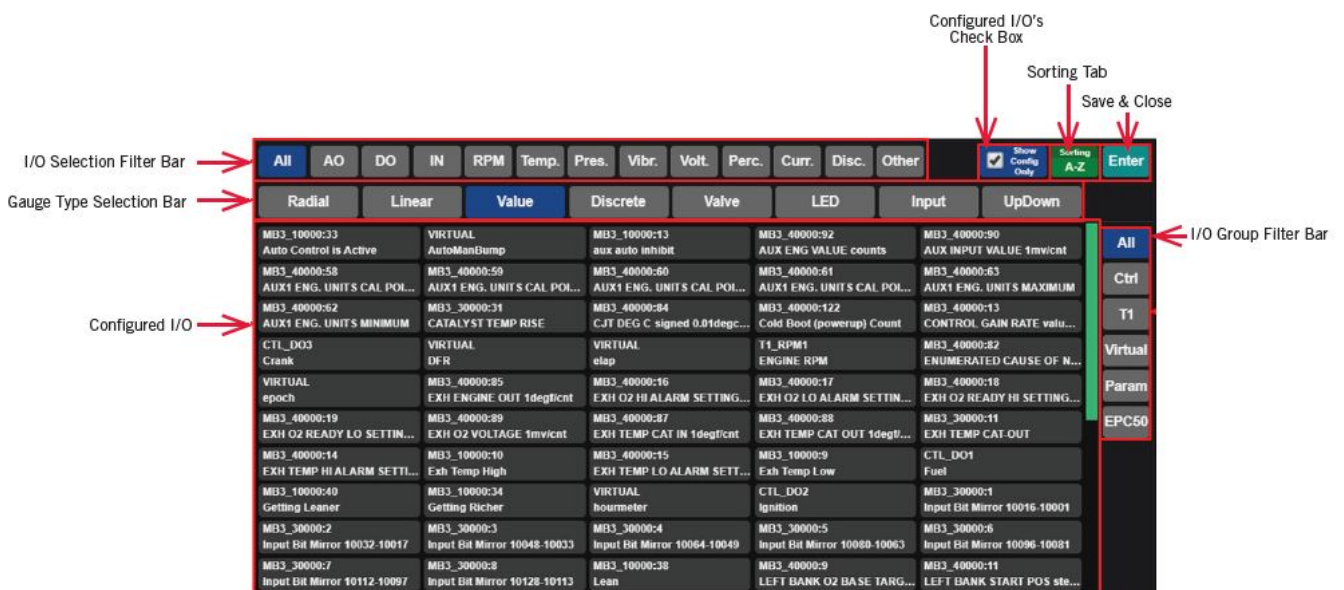 Configured I/O's
Check Box
Sorting Tab
Save & Close
I/O Selection Filter Bar
All AO DO IN RPM Temp. Pres. Vibr. Volt. Perc. Curr. Disc. Other
Show
Config
Only
Sorting
A-Z
Enter
Gauge Type Selection Bar
Radial Linear Value Discrete Valve LED Input UpDown
MB3_10000:33 VIRTUAL MB3_10000:13 MB3_40000:92 MB3_40000:90
Auto Control is Active AutoManBump aux auto inhibit AUX ENG VALUE counts AUX INPUT VALUE 1mv/cnt
All
I/O Group Filter Bar
MB3_40000:58 MB3_40000:59 MB3_40000:60 MB3_40000:61 MB3_40000:63
AUX1 ENG. UNITS CAL POI... AUX1 ENG. UNITS CAL POI... AUX1 ENG. UNITS CAL POI... AUX1 ENG. UNITS CAL POI... AUX1 ENG. UNITS MAXIMUM
Ctrl
Configured I/O
MB3_40000:62 MB3_30000:31 MB3_40000:84 MB3_40000:122 MB3_40000:13
AUX1 ENG. UNITS MINIMUM CATALYST TEMP RISE CJT DEG C signed 0.01degc... Cold Boot (powerup) Count CONTROL GAIN RATE valu...
T1
CTL_DO3 VIRTUAL VIRTUAL T1_RPM1 MB3_40000:82
Crank DFR elap ENGINE RPM ENUMERATED CAUSE OF N...
Virtual
VIRTUAL MB3_40000:85 MB3_40000:16 MB3_40000:17 MB3_40000:18
epoch EXH ENGINE OUT 1degf/cnt EXH O2 HI ALARM SETTING... EXH O2 LO ALARM SETTIN... EXH O2 READY HI SETTING...
Param
MB3_40000:19 MB3_40000:89 MB3_40000:87 MB3_40000:88 MB3_30000:11
EXH O2 READY LO SETTIN... EXH O2 VOLTAGE 1mv/cnt EXH TEMP CAT IN 1degf/cnt EXH TEMP CAT OUT 1degf/... EXH TEMP CAT-OUT
EPC50
MB3_40000:14 MB3_10000:10 MB3_40000:15 MB3_10000:9 CTL_DO1
EXH TEMP HI ALARM SETTI... Exh Temp High EXH TEMP LO ALARM SETT... Exh Temp Low Fuel
MB3_10000:40 MB3_10000:34 VIRTUAL CTL_DO2 MB3_30000:1
Getting Leaner Getting Richer hourmeter Ignition Input Bit Mirror 10016-10001
MB3_30000:2 MB3_30000:3 MB3_30000:4 MB3_30000:5 MB3_30000:6
Input Bit Mirror 10032-10017 Input Bit Mirror 10048-10033 Input Bit Mirror 10064-10049 Input Bit Mirror 10080-10063 Input Bit Mirror 10096-10081
MB3_30000:7 MB3_30000:8 MB3_10000:38 MB3_40000:9 MB3_40000:11
Input Bit Mirror 10112-10097 Input Bit Mirror 10128-10113 Lean LEFT BANK O2 BASE TARG... LEFT BANK START POS ste...